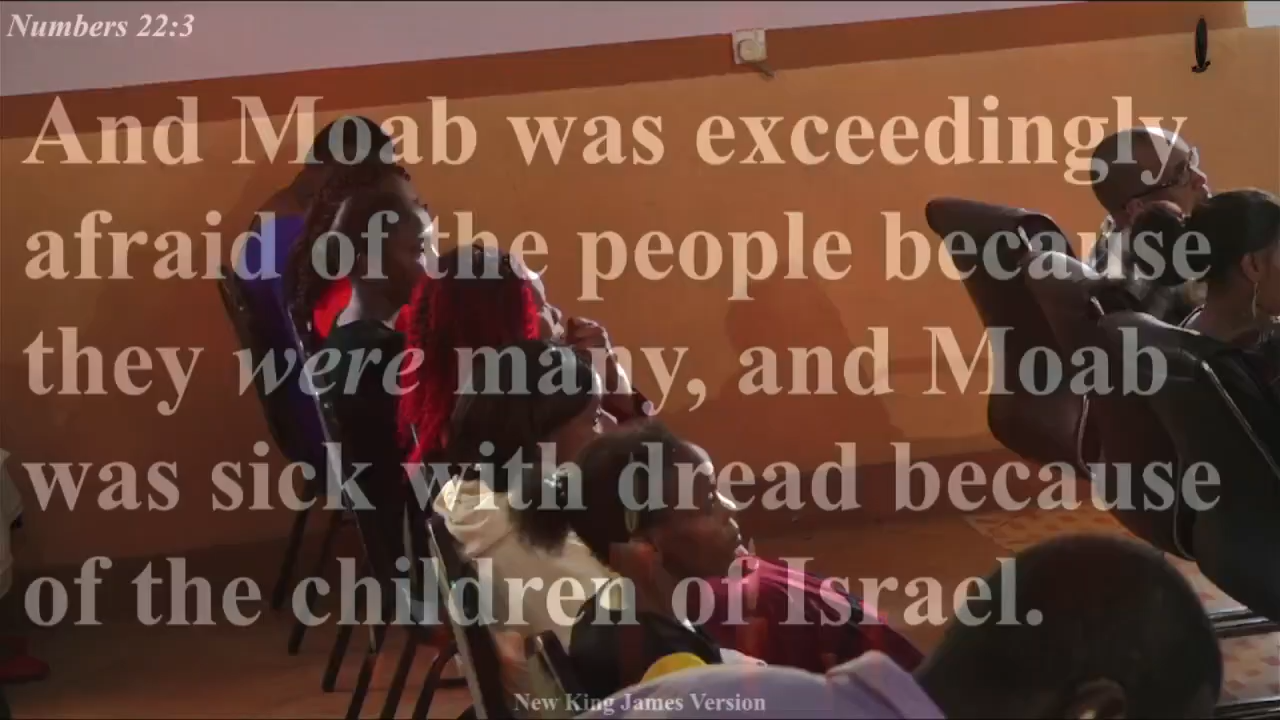 Numbers 22:3
And Moab was exceedingly
afraid of the people because
they were many, and Moab
was sick with dread because
of the children of Israel.
New King James Version